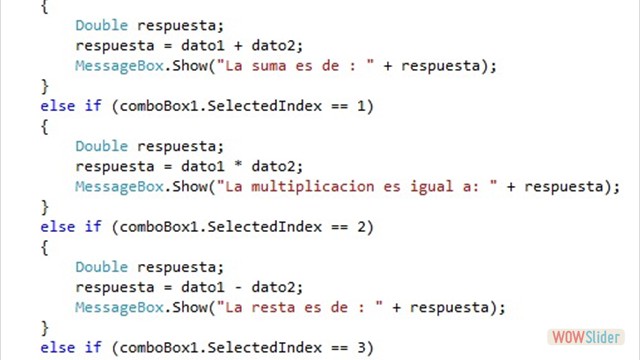 {
Double respuesta;
respuesta = dato1 + dato2;
MessageBox.Show("La suma es de : " + respuesta);
}
else if (comboBox1.SelectedIndex == 1)
{
Double respuesta;
respuesta = dato1 * dato2;
MessageBox.Show("La multiplicacion es igual a: " + respuesta);
}
else if (comboBox1.SelectedIndex == 2)
{
Double respuesta;
respuesta = dato1 - dato2;
MessageBox.Show("La resta es de : " + respuesta);
}
else if (comboBox1.SelectedIndex == 3)
WOWSlider